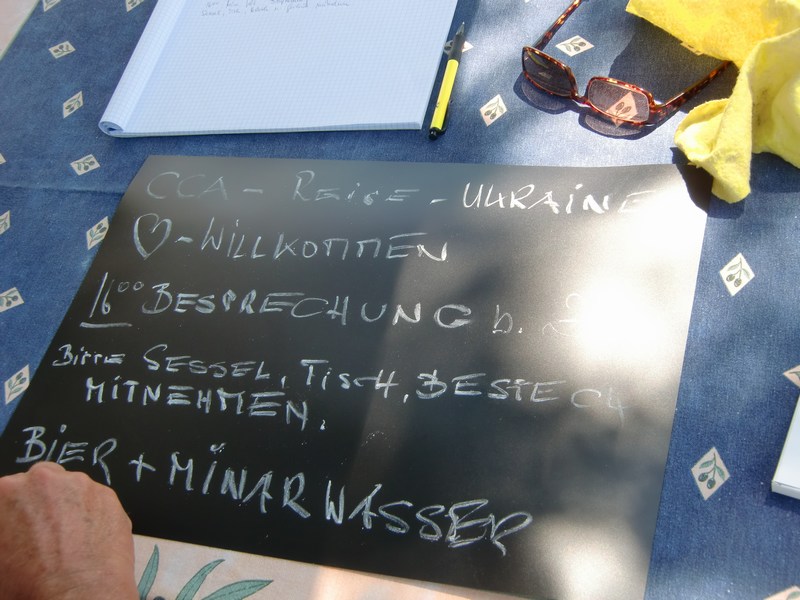 CCA - REISE - UKRAINE
♡-WILLKOMMEN
16⁰⁰ BESPRECHUNG b.
BITTE SESSEL, TISCH, BESTECK
MITNEHMEN.
BIER + MINARWASSER